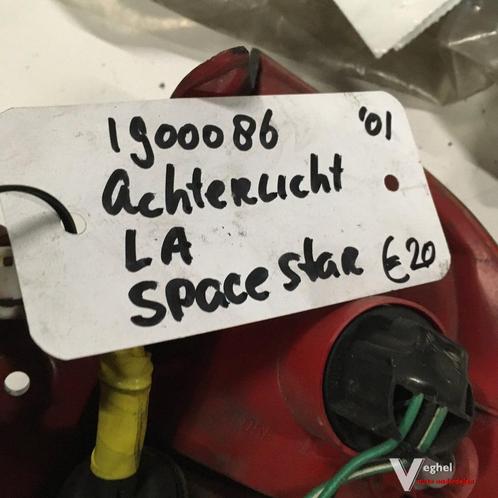 1900086 '01
achterlicht
LA
space star €20
Veghel